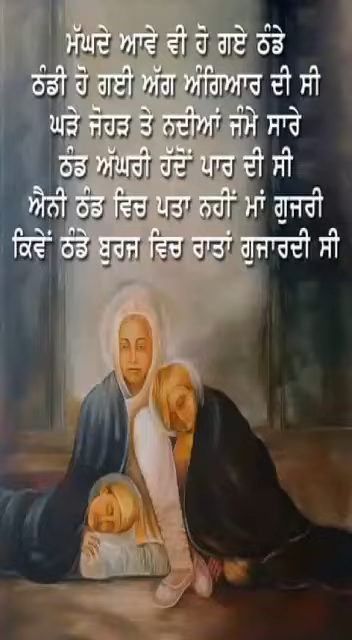 ਮੱਘਦੇ ਆਵੇ ਵੀ ਹੋ ਗਏ ਠੰਡੇ
ਠੰਡੀ ਹੋ ਗਈ ਅੱਗ ਅੰਗਿਆਰ ਦੀ ਸੀ
ਘੜੇ ਜੋਹੜ ਤੇ ਨਦੀਆਂ ਜੰਮੇ ਸਾਰੇ
ਠੰਡ ਅੱਘਰੀ ਹੱਦੋਂ ਪਾਰ ਦੀ ਸੀ
ਐਨੀ ਠੰਡ ਵਿਚ ਪਤਾ ਨਹੀਂ ਮਾਂ ਗੁਜਰੀ
ਕਿਵੇਂ ਠੰਡੇ ਬੁਰਜ ਵਿਚ ਰਾਤਾਂ ਗੁਜਾਰਦੀ ਸੀ